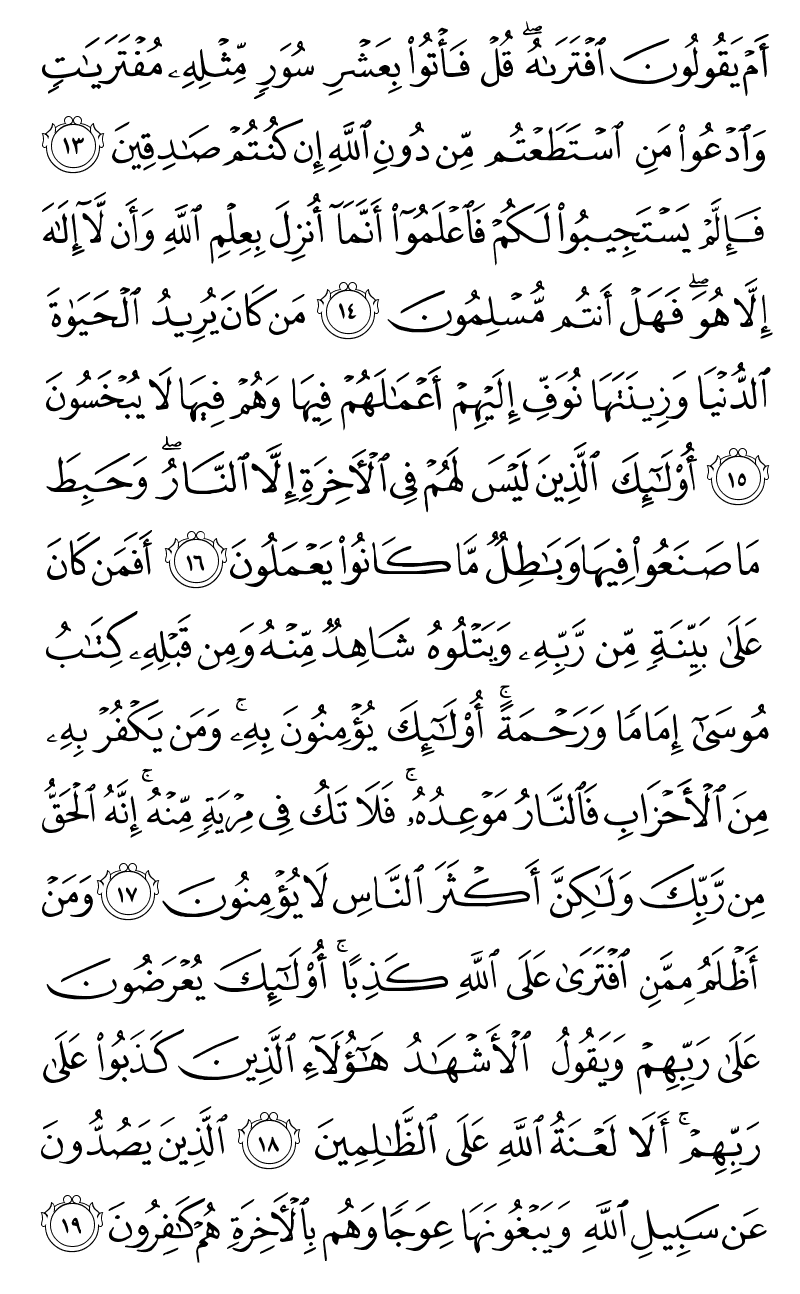 أَمۡ يَقُولُونَ ٱفۡتَرَىٰهُۖ قُلۡ فَأۡتُواْ بِعَشۡرِ سُوَرٖ مِّثۡلِهِۦ مُفۡتَرَيَٰتٖ
وَٱدۡعُواْ مَنِ ٱسۡتَطَعۡتُم مِّن دُونِ ٱللَّهِ إِن كُنتُمۡ صَٰدِقِينَ ١٣
فَإِلَّمۡ يَسۡتَجِيبُواْ لَكُمۡ فَٱعۡلَمُوٓاْ أَنَّمَآ أُنزِلَ بِعِلۡمِ ٱللَّهِ وَأَن لَّآ إِلَٰهَ
إِلَّا هُوَۖ فَهَلۡ أَنتُم مُّسۡلِمُونَ ١٤ مَن كَانَ يُرِيدُ ٱلۡحَيَوٰةَ
ٱلدُّنۡيَا وَزِينَتَهَا نُوَفِّ إِلَيۡهِمۡ أَعۡمَٰلَهُمۡ فِيهَا وَهُمۡ فِيهَا لَا يُبۡخَسُونَ
١٥ أُوْلَٰٓئِكَ ٱلَّذِينَ لَيۡسَ لَهُمۡ فِي ٱلۡأٓخِرَةِ إِلَّا ٱلنَّارُۖ وَحَبِطَ
مَا صَنَعُواْ فِيهَا وَبَٰطِلٞ مَّا كَانُواْ يَعۡمَلُونَ ١٦ أَفَمَن كَانَ
عَلَىٰ بَيِّنَةٖ مِّن رَّبِّهِۦ وَيَتۡلُوهُ شَاهِدٞ مِّنۡهُ وَمِن قَبۡلِهِۦ كِتَٰبُ
مُوسَىٰٓ إِمَامٗا وَرَحۡمَةًۚ أُوْلَٰٓئِكَ يُؤۡمِنُونَ بِهِۦۚ وَمَن يَكۡفُرۡ بِهِۦ
مِنَ ٱلۡأَحۡزَابِ فَٱلنَّارُ مَوۡعِدُهُۥۚ فَلَا تَكُ فِي مِرۡيَةٖ مِّنۡهُۚ إِنَّهُ ٱلۡحَقُّ
مِن رَّبِّكَ وَلَٰكِنَّ أَكۡثَرَ ٱلنَّاسِ لَا يُؤۡمِنُونَ ١٧ وَمَنۡ
أَظۡلَمُ مِمَّنِ ٱفۡتَرَىٰ عَلَى ٱللَّهِ كَذِبًاۚ أُوْلَٰٓئِكَ يُعۡرَضُونَ
عَلَىٰ رَبِّهِمۡ وَيَقُولُ ٱلۡأَشۡهَٰدُ هَٰٓؤُلَآءِ ٱلَّذِينَ كَذَبُواْ عَلَىٰ
رَبِّهِمۡۚ أَلَا لَعۡنَةُ ٱللَّهِ عَلَى ٱلظَّٰلِمِينَ ١٨ ٱلَّذِينَ يَصُدُّونَ
عَن سَبِيلِ ٱللَّهِ وَيَبۡغُونَهَا عِوَجٗا وَهُم بِٱلۡأٓخِرَةِ هُمۡ كَٰفِرُونَ ١٩